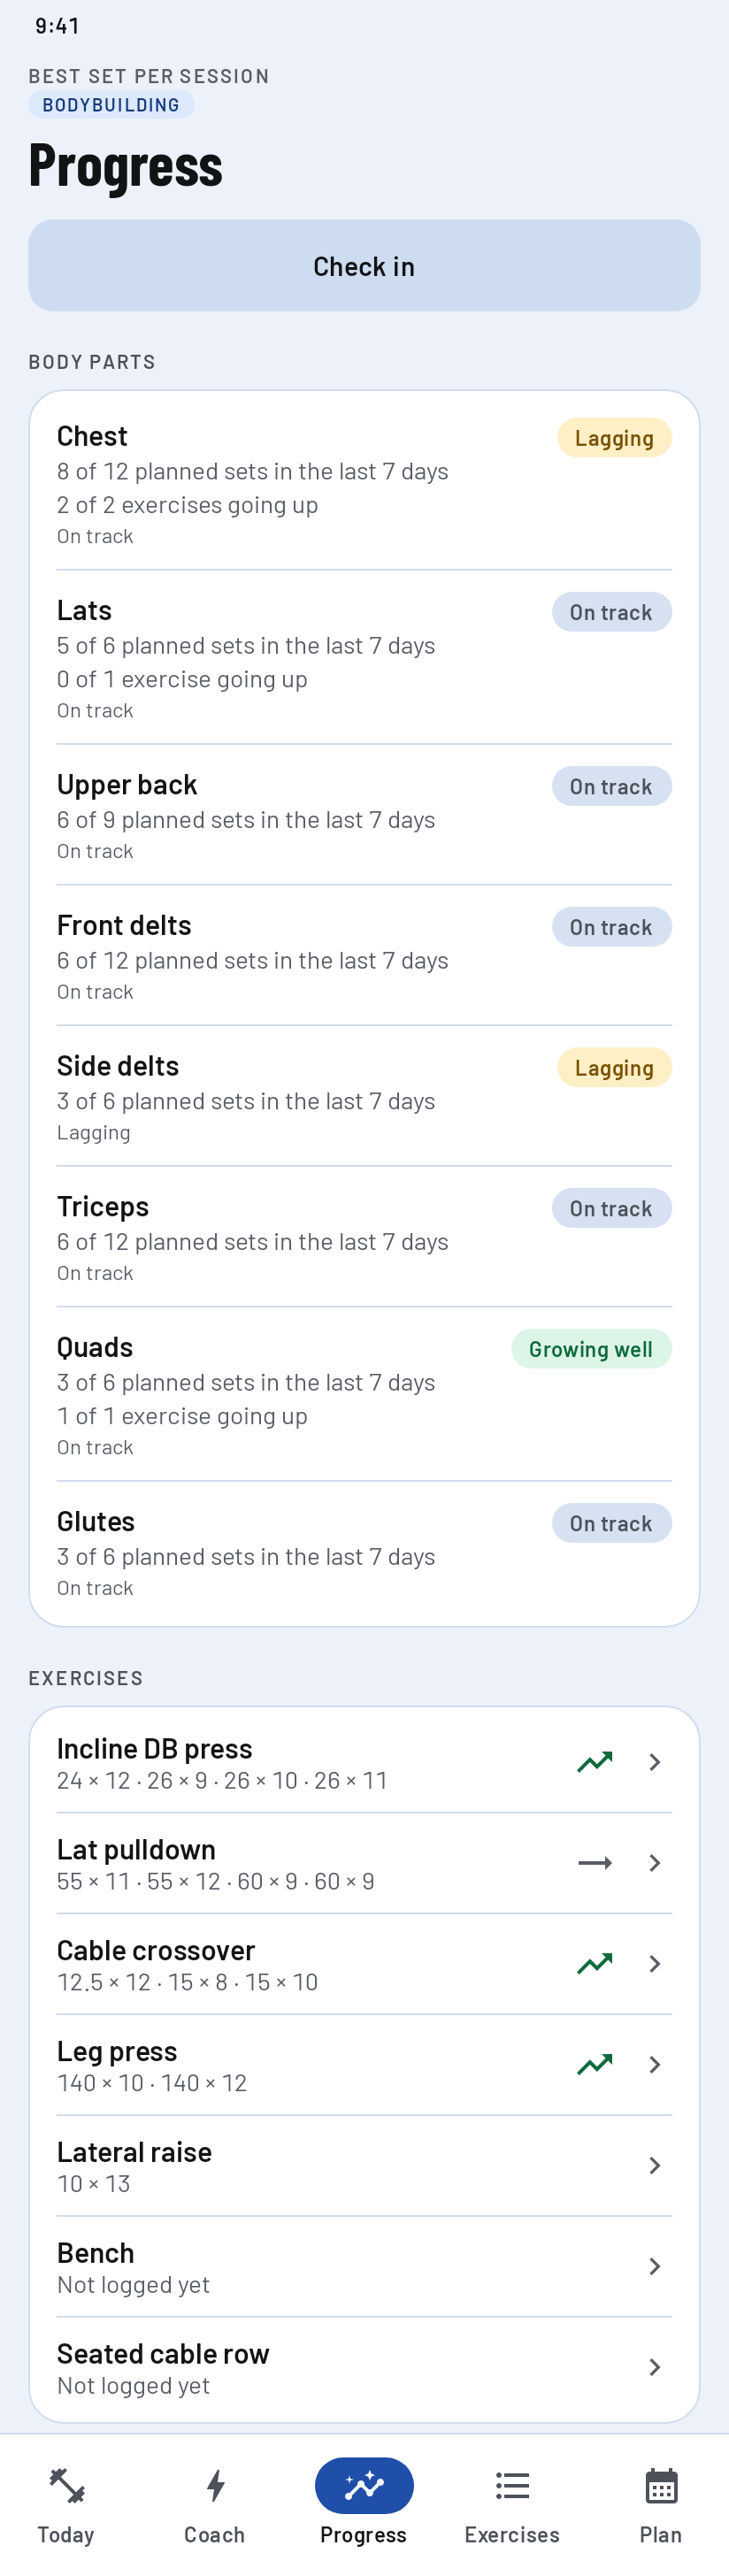 9:41
BEST SET PER SESSION
BODYBUILDING
Progress
Check in
BODY PARTS
Chest
Lagging
8 of 12 planned sets in the last 7 days
2 of 2 exercises going up
On track
Lats
On track
5 of 6 planned sets in the last 7 days
0 of 1 exercise going up
On track
Upper back
On track
6 of 9 planned sets in the last 7 days
On track
Front delts
On track
6 of 12 planned sets in the last 7 days
On track
Side delts
Lagging
3 of 6 planned sets in the last 7 days
Lagging
Triceps
On track
6 of 12 planned sets in the last 7 days
On track
Quads
Growing well
3 of 6 planned sets in the last 7 days
1 of 1 exercise going up
On track
Glutes
On track
3 of 6 planned sets in the last 7 days
On track
EXERCISES
Incline DB press
24 × 12 · 26 × 9 · 26 × 10 · 26 × 11
Lat pulldown
55 × 11 · 55 × 12 · 60 × 9 · 60 × 9
Cable crossover
12.5 × 12 · 15 × 8 · 15 × 10
Leg press
140 × 10 · 140 × 12
Lateral raise
10 × 13
Bench
Not logged yet
Seated cable row
Not logged yet
Today
Coach
Progress
Exercises
Plan